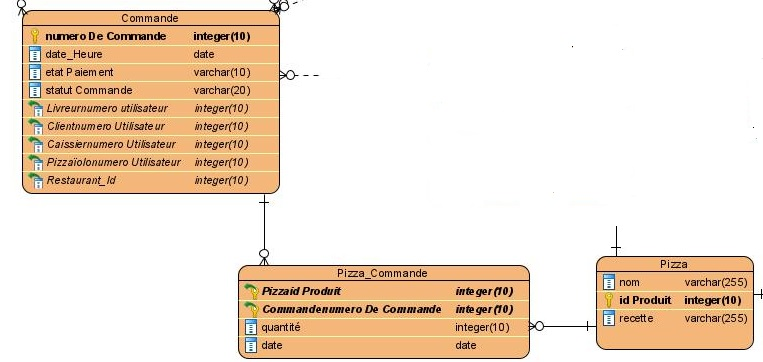 Commande
numero De Commande integer(10)
date_Heure date
etat Paiement varchar(10)
statut Commande varchar(20)
Livreurnumero utilisateur integer(10)
Clientnumero Utilisateur integer(10)
Caissiernumero Utilisateur integer(10)
Pizzaïolonumero Utilisateur integer(10)
Restaurant_Id integer(10)
Pizza_Commande
Pizzaid Produit integer(10)
Commandenumero De Commande integer(10)
quantité integer(10)
date date
Pizza
nom varchar(255)
id Produit integer(10)
recette varchar(255)